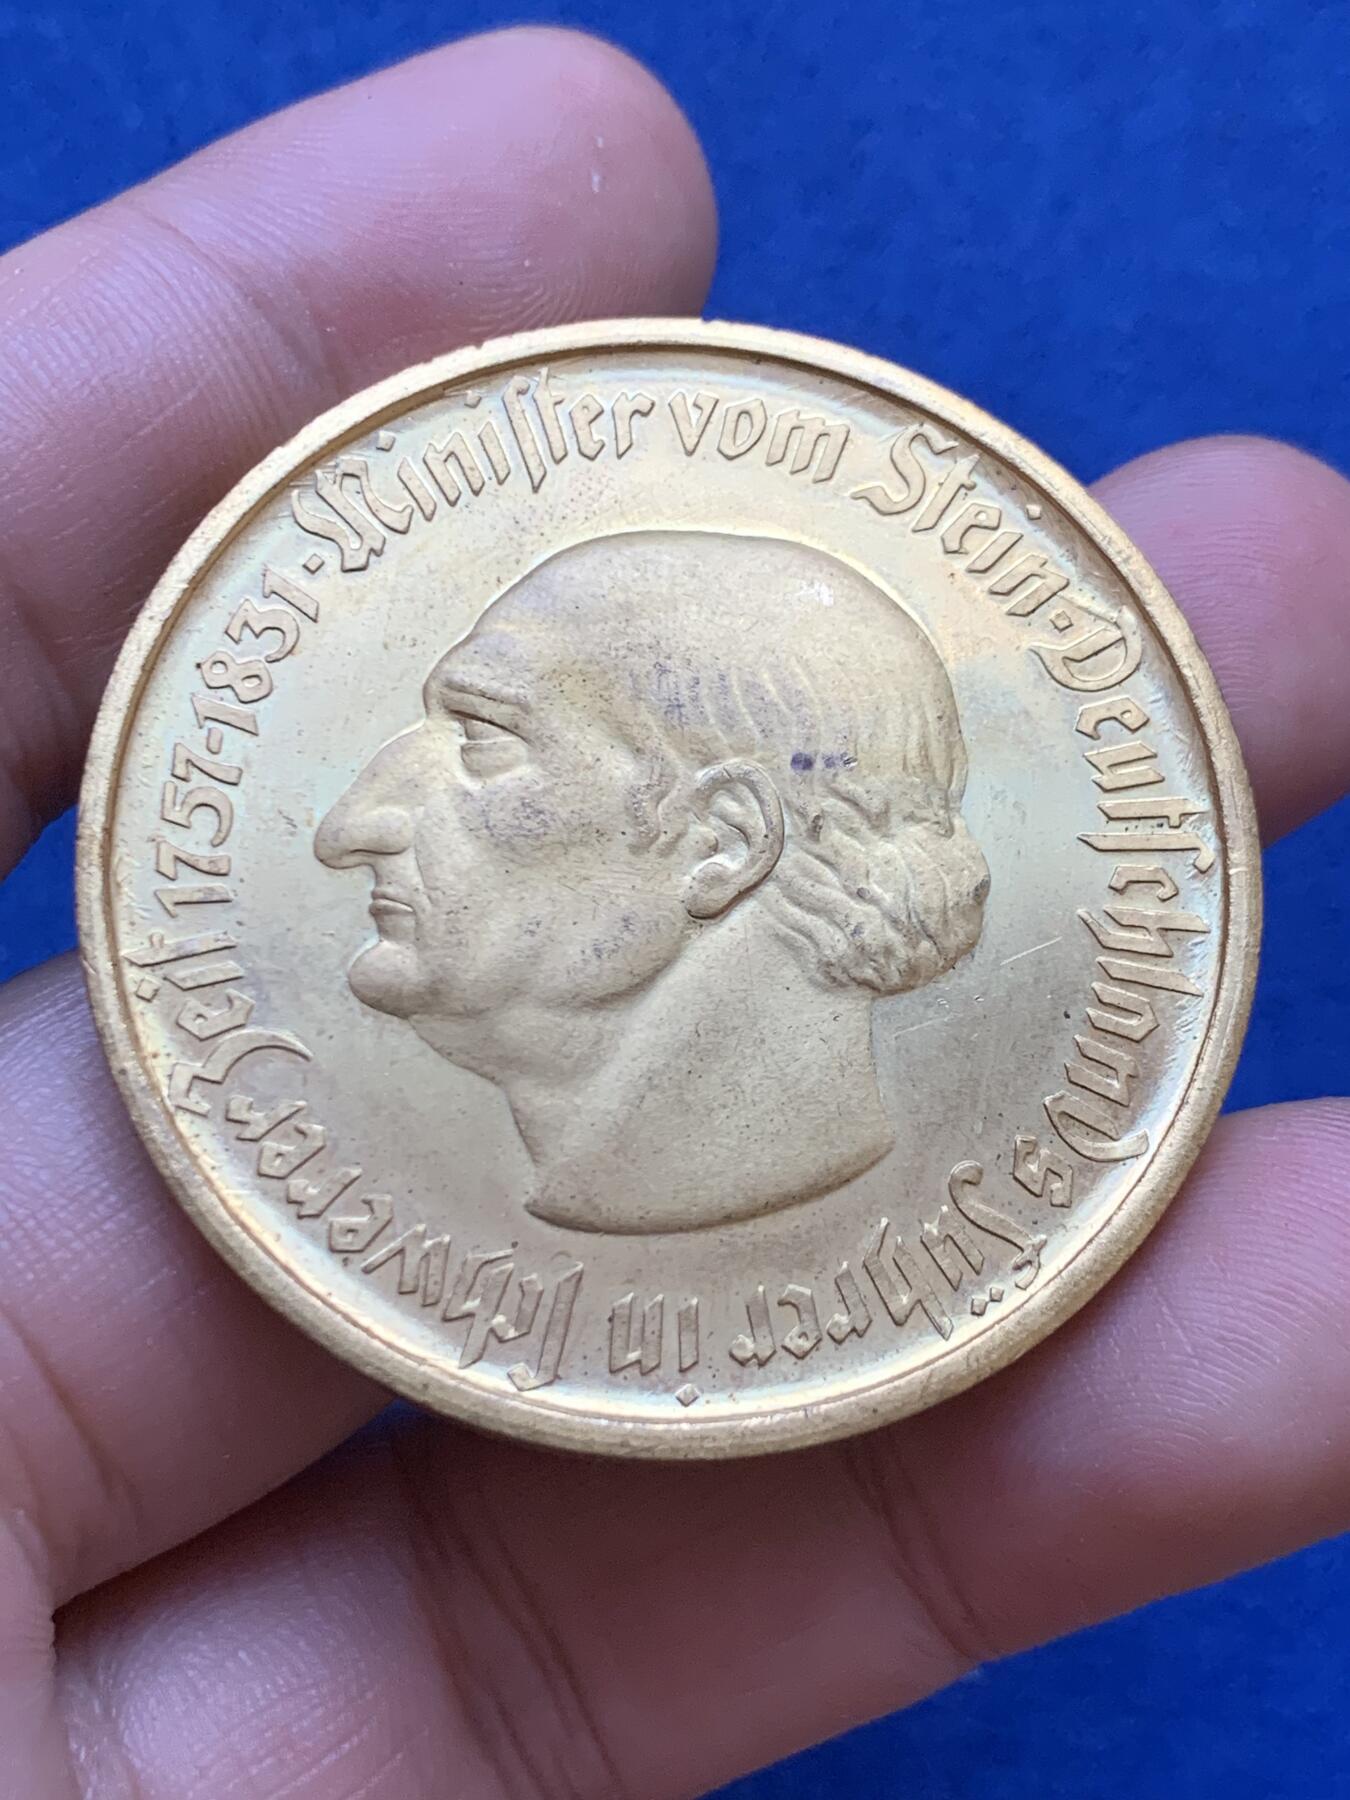 Minister vom Stein · Deutschlands Führer in schwerer Zeit 1757-1831 ·